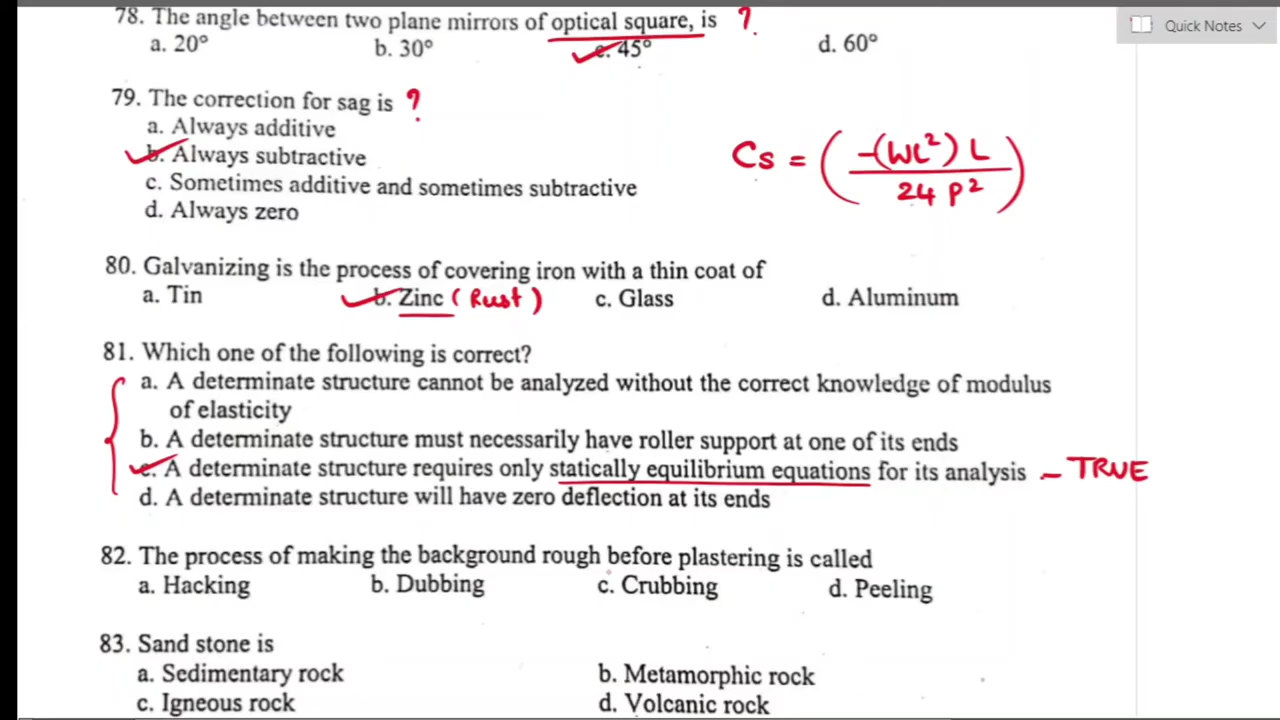 Quick Notes
78. The angle between two plane mirrors of optical square, is ?
a. 20° b. 30° c. 45° d. 60°
79. The correction for sag is ?
a. Always additive
b. Always subtractive
c. Sometimes additive and sometimes subtractive
d. Always zero
Cs = (-(Wl²) L / 24 P²)
80. Galvanizing is the process of covering iron with a thin coat of
a. Tin b. Zinc (Rust) c. Glass d. Aluminum
81. Which one of the following is correct?
a. A determinate structure cannot be analyzed without the correct knowledge of modulus
of elasticity
b. A determinate structure must necessarily have roller support at one of its ends
c. A determinate structure requires only statically equilibrium equations for its analysis – TRUE
d. A determinate structure will have zero deflection at its ends
82. The process of making the background rough before plastering is called
a. Hacking b. Dubbing c. Crubbing d. Peeling
83. Sand stone is
a. Sedimentary rock b. Metamorphic rock
c. Igneous rock d. Volcanic rock